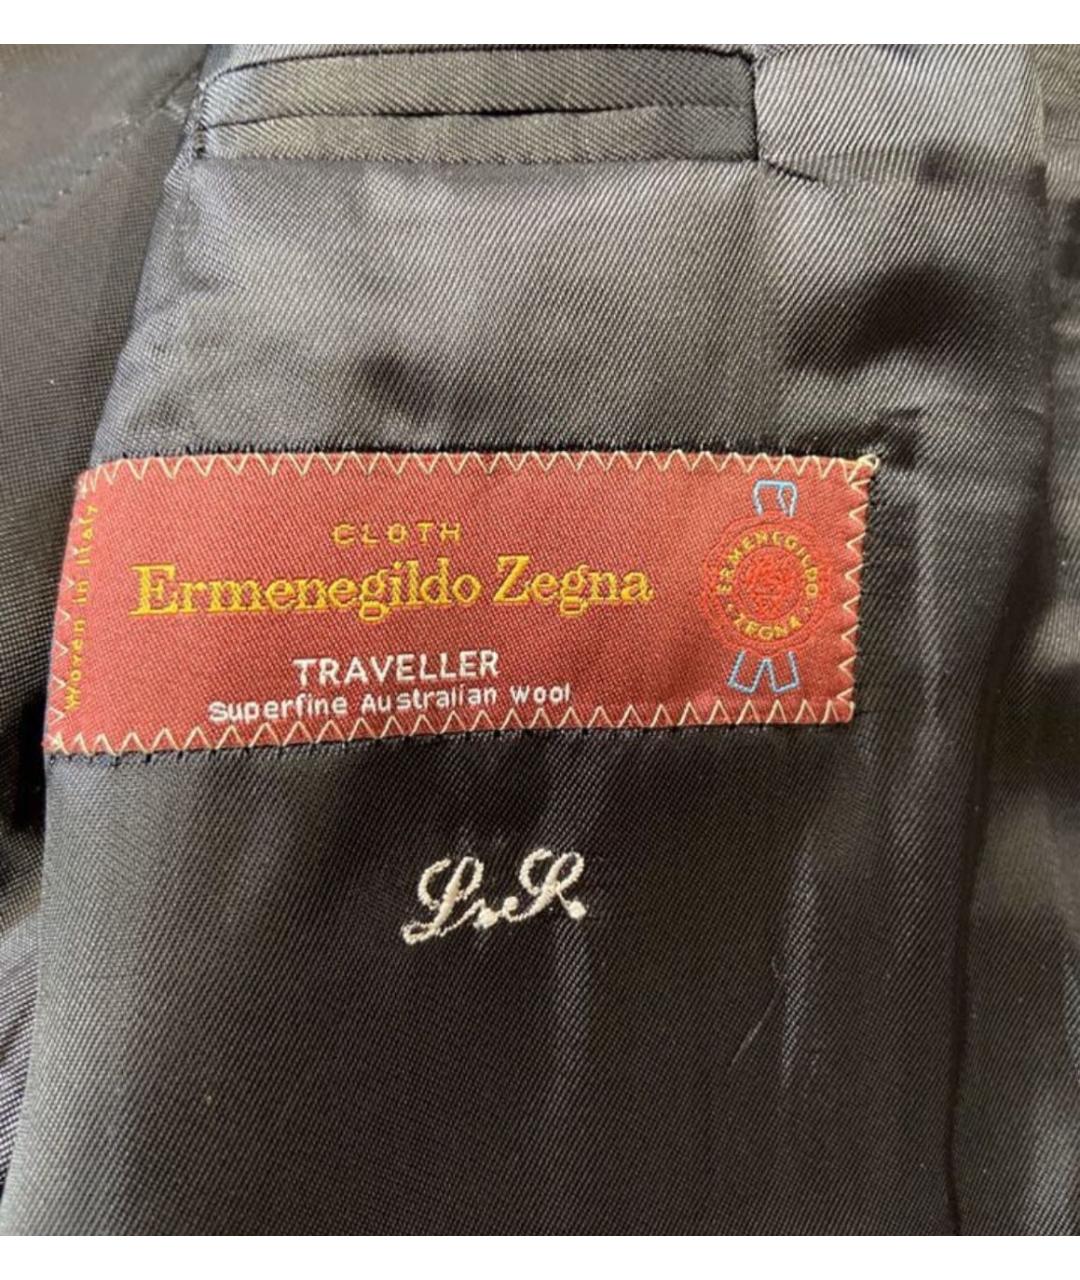 Woven in Italy
CLOTH
Ermenegildo Zegna
TRAVELLER
Superfine Australian Wool
ERMENEGILDO
ZEGNA